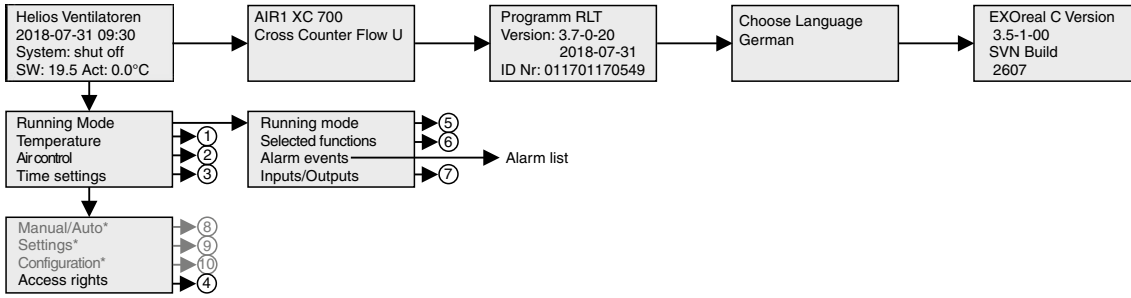 Helios Ventilatoren
2018-07-31 09:30
System: shut off
SW: 19.5 Act: 0.0°C
AIR1 XC 700
Cross Counter Flow U
Programm RLT
Version: 3.7-0-20
2018-07-31
ID Nr: 011701170549
Choose Language
German
EXOreal C Version
3.5-1-00
SVN Build
2607
Running Mode
Temperature ①
Air control ②
Time settings ③
Running mode ⑤
Selected functions ⑥
Alarm events Alarm list
Inputs/Outputs ⑦
Manual/Auto* ⑧
Settings* ⑨
Configuration* ⑩
Access rights ④